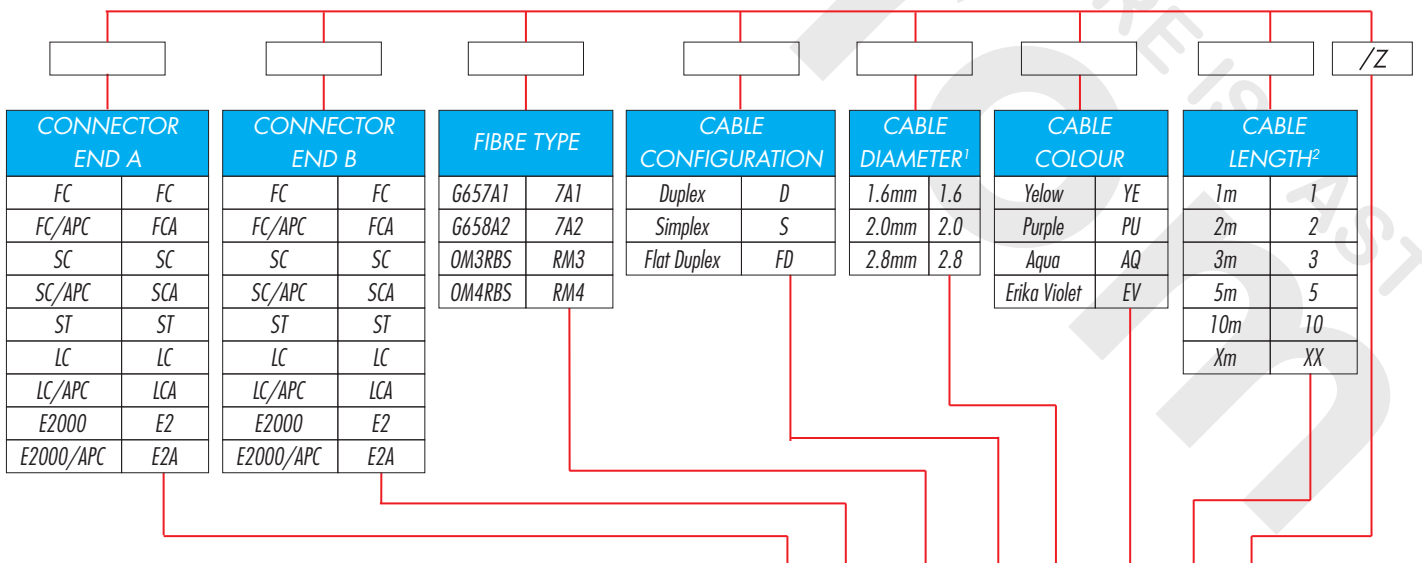 /Z
CONNECTOR END A
FC FC
FC/APC FCA
SC SC
SC/APC SCA
ST ST
LC LC
LC/APC LCA
E2000 E2
E2000/APC E2A
CONNECTOR END B
FC FC
FC/APC FCA
SC SC
SC/APC SCA
ST ST
LC LC
LC/APC LCA
E2000 E2
E2000/APC E2A
FIBRE TYPE
G657A1 7A1
G658A2 7A2
OM3RBS RM3
OM4RBS RM4
CABLE CONFIGURATION
Duplex D
Simplex S
Flat Duplex FD
CABLE DIAMETER¹
1.6mm 1.6
2.0mm 2.0
2.8mm 2.8
CABLE COLOUR
Yelow YE
Purple PU
Aqua AQ
Erika Violet EV
CABLE LENGTH²
1m 1
2m 2
3m 3
5m 5
10m 10
Xm XX